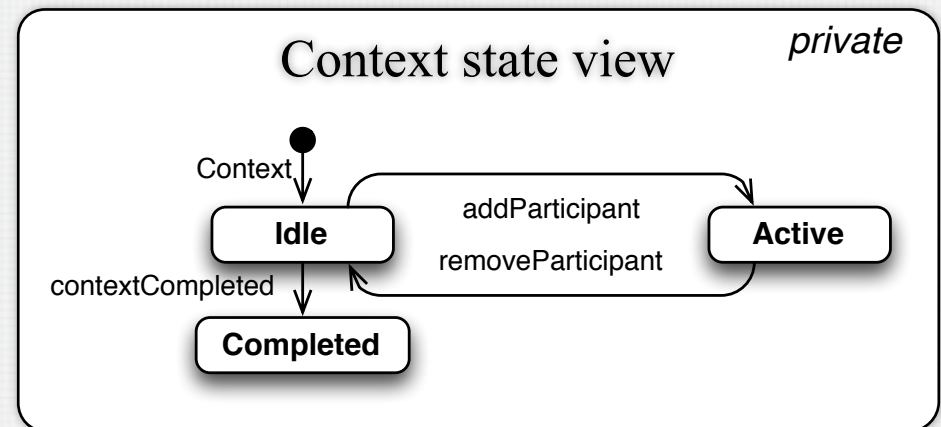 Context state view
private
Context
Idle
addParticipant
Active
removeParticipant
contextCompleted
Completed